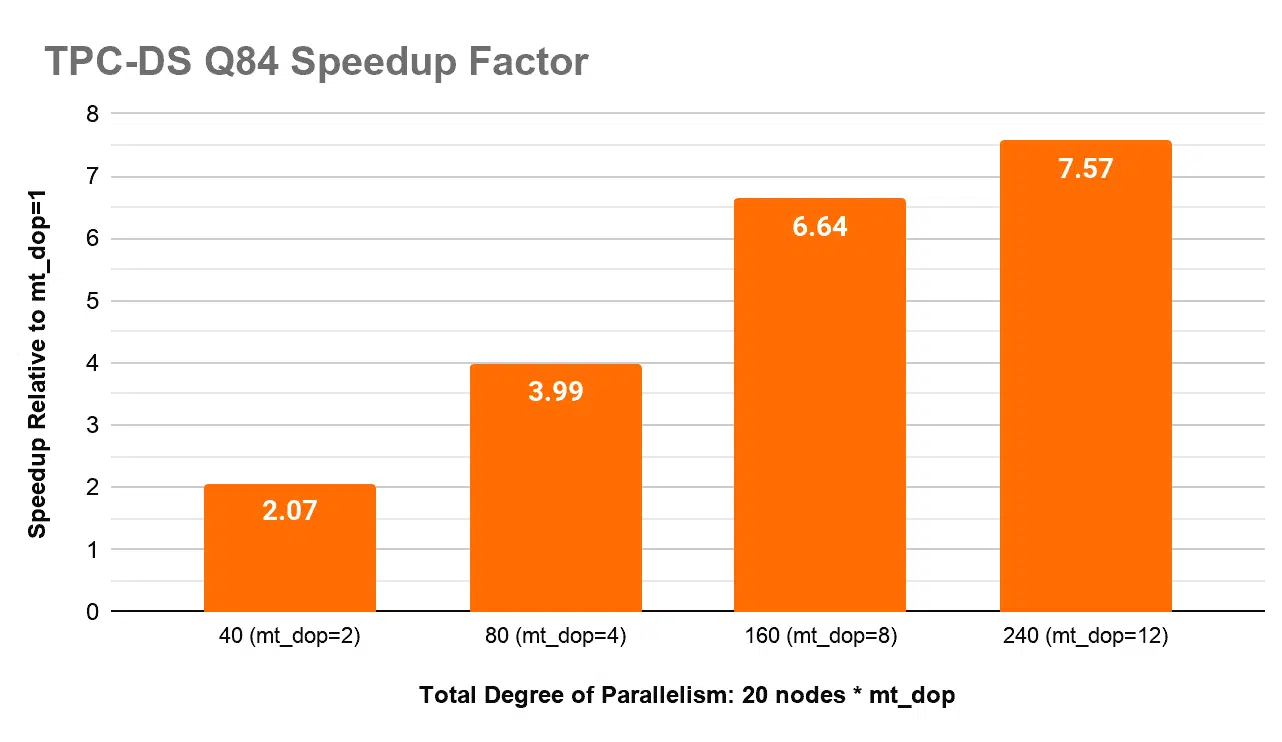 TPC-DS Q84 Speedup Factor
Speedup Relative to mt_dop=1
8
7
6
5
4
3
2
1
0
2.07
3.99
6.64
7.57
40 (mt_dop=2)
80 (mt_dop=4)
160 (mt_dop=8)
240 (mt_dop=12)
Total Degree of Parallelism: 20 nodes * mt_dop